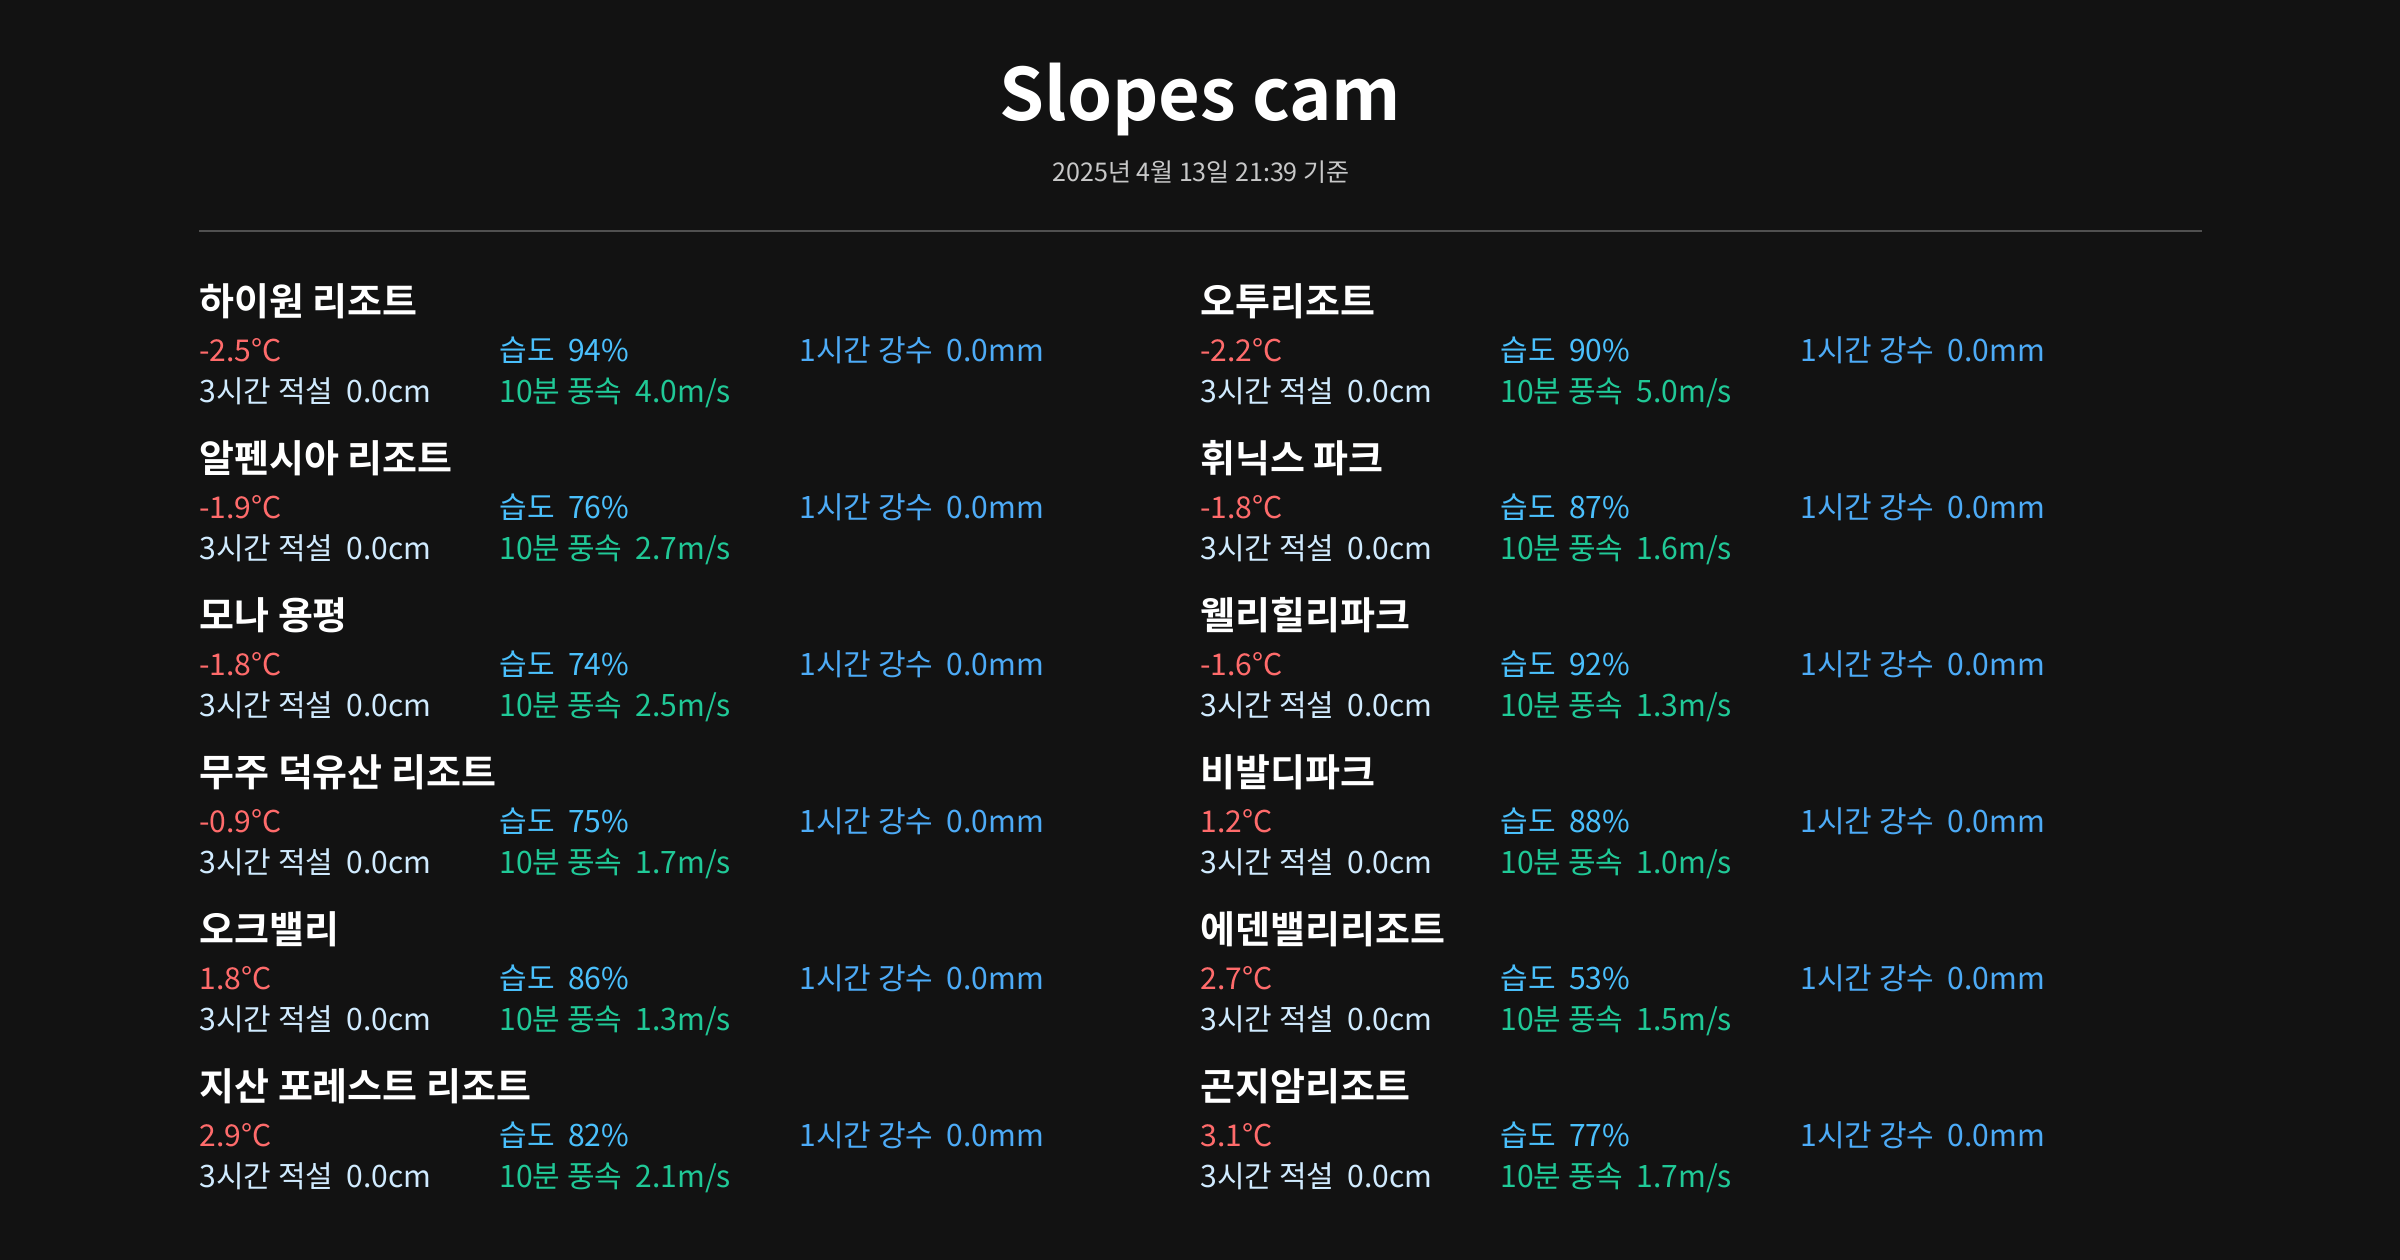 Slopes cam
2025년 4월 13일 21:39 기준
하이원 리조트
-2.5°C 습도 94% 1시간 강수 0.0mm
3시간 적설 0.0cm 10분 풍속 4.0m/s
오투리조트
-2.2°C 습도 90% 1시간 강수 0.0mm
3시간 적설 0.0cm 10분 풍속 5.0m/s
알펜시아 리조트
-1.9°C 습도 76% 1시간 강수 0.0mm
3시간 적설 0.0cm 10분 풍속 2.7m/s
휘닉스 파크
-1.8°C 습도 87% 1시간 강수 0.0mm
3시간 적설 0.0cm 10분 풍속 1.6m/s
모나 용평
-1.8°C 습도 74% 1시간 강수 0.0mm
3시간 적설 0.0cm 10분 풍속 2.5m/s
웰리힐리파크
-1.6°C 습도 92% 1시간 강수 0.0mm
3시간 적설 0.0cm 10분 풍속 1.3m/s
무주 덕유산 리조트
-0.9°C 습도 75% 1시간 강수 0.0mm
3시간 적설 0.0cm 10분 풍속 1.7m/s
비발디파크
1.2°C 습도 88% 1시간 강수 0.0mm
3시간 적설 0.0cm 10분 풍속 1.0m/s
오크밸리
1.8°C 습도 86% 1시간 강수 0.0mm
3시간 적설 0.0cm 10분 풍속 1.3m/s
에덴밸리리조트
2.7°C 습도 53% 1시간 강수 0.0mm
3시간 적설 0.0cm 10분 풍속 1.5m/s
지산 포레스트 리조트
2.9°C 습도 82% 1시간 강수 0.0mm
3시간 적설 0.0cm 10분 풍속 2.1m/s
곤지암리조트
3.1°C 습도 77% 1시간 강수 0.0mm
3시간 적설 0.0cm 10분 풍속 1.7m/s